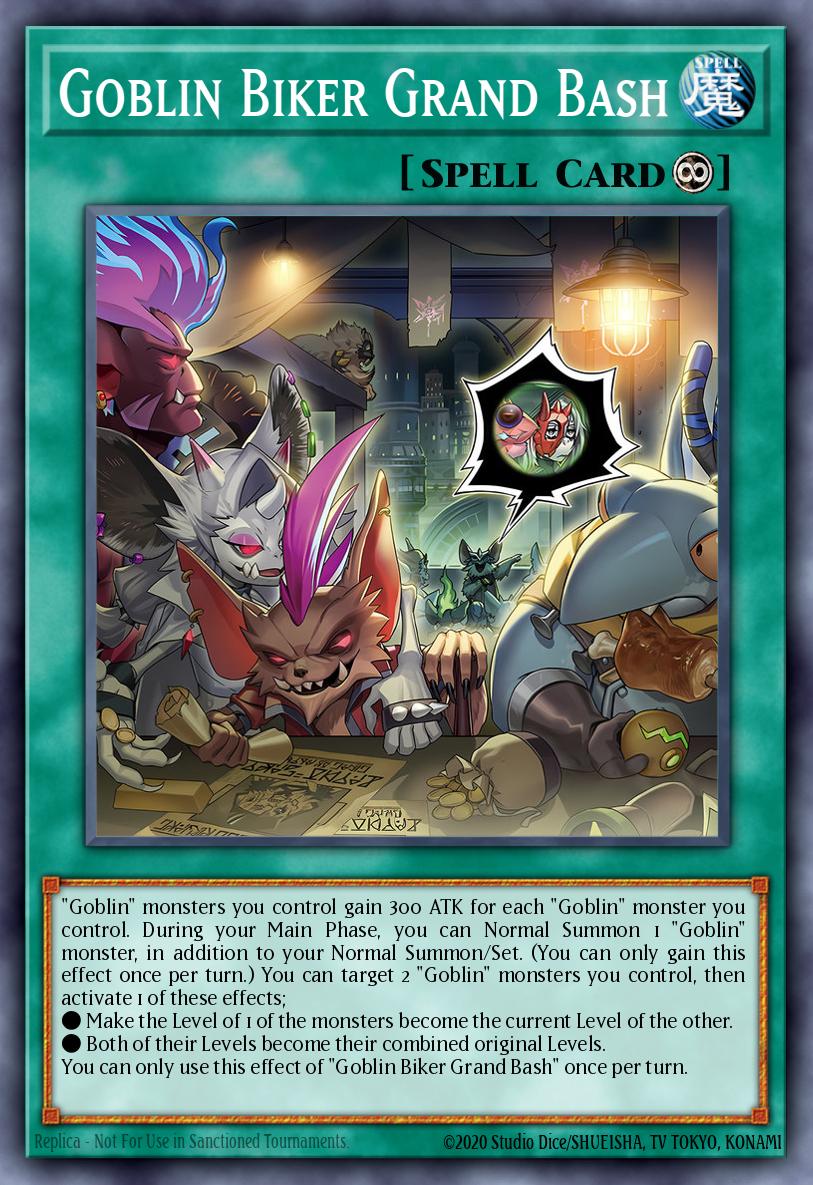 Goblin Biker Grand Bash
SPELL
魔
[Spell Card∞]
"Goblin" monsters you control gain 300 ATK for each "Goblin" monster you
control. During your Main Phase, you can Normal Summon 1 "Goblin"
monster, in addition to your Normal Summon/Set. (You can only gain this
effect once per turn.) You can target 2 "Goblin" monsters you control, then
activate 1 of these effects;
● Make the Level of 1 of the monsters become the current Level of the other.
● Both of their Levels become their combined original Levels.
You can only use this effect of "Goblin Biker Grand Bash" once per turn.
Replica - Not For Use in Sanctioned Tournaments.
©2020 Studio Dice/SHUEISHA, TV TOKYO, KONAMI